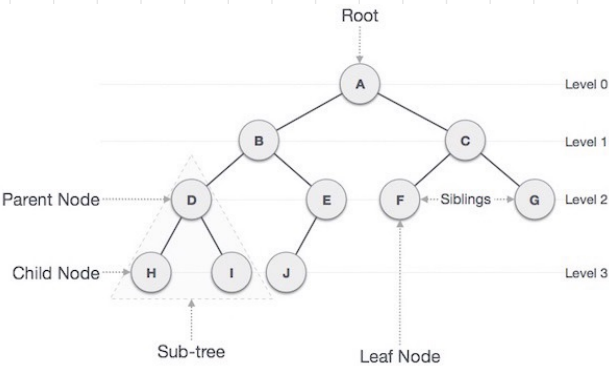 Root
A
Level 0
B
C
Level 1
Parent Node
D
E
F
Siblings
G
Level 2
Child Node
H
I
J
Level 3
Sub-tree
Leaf Node